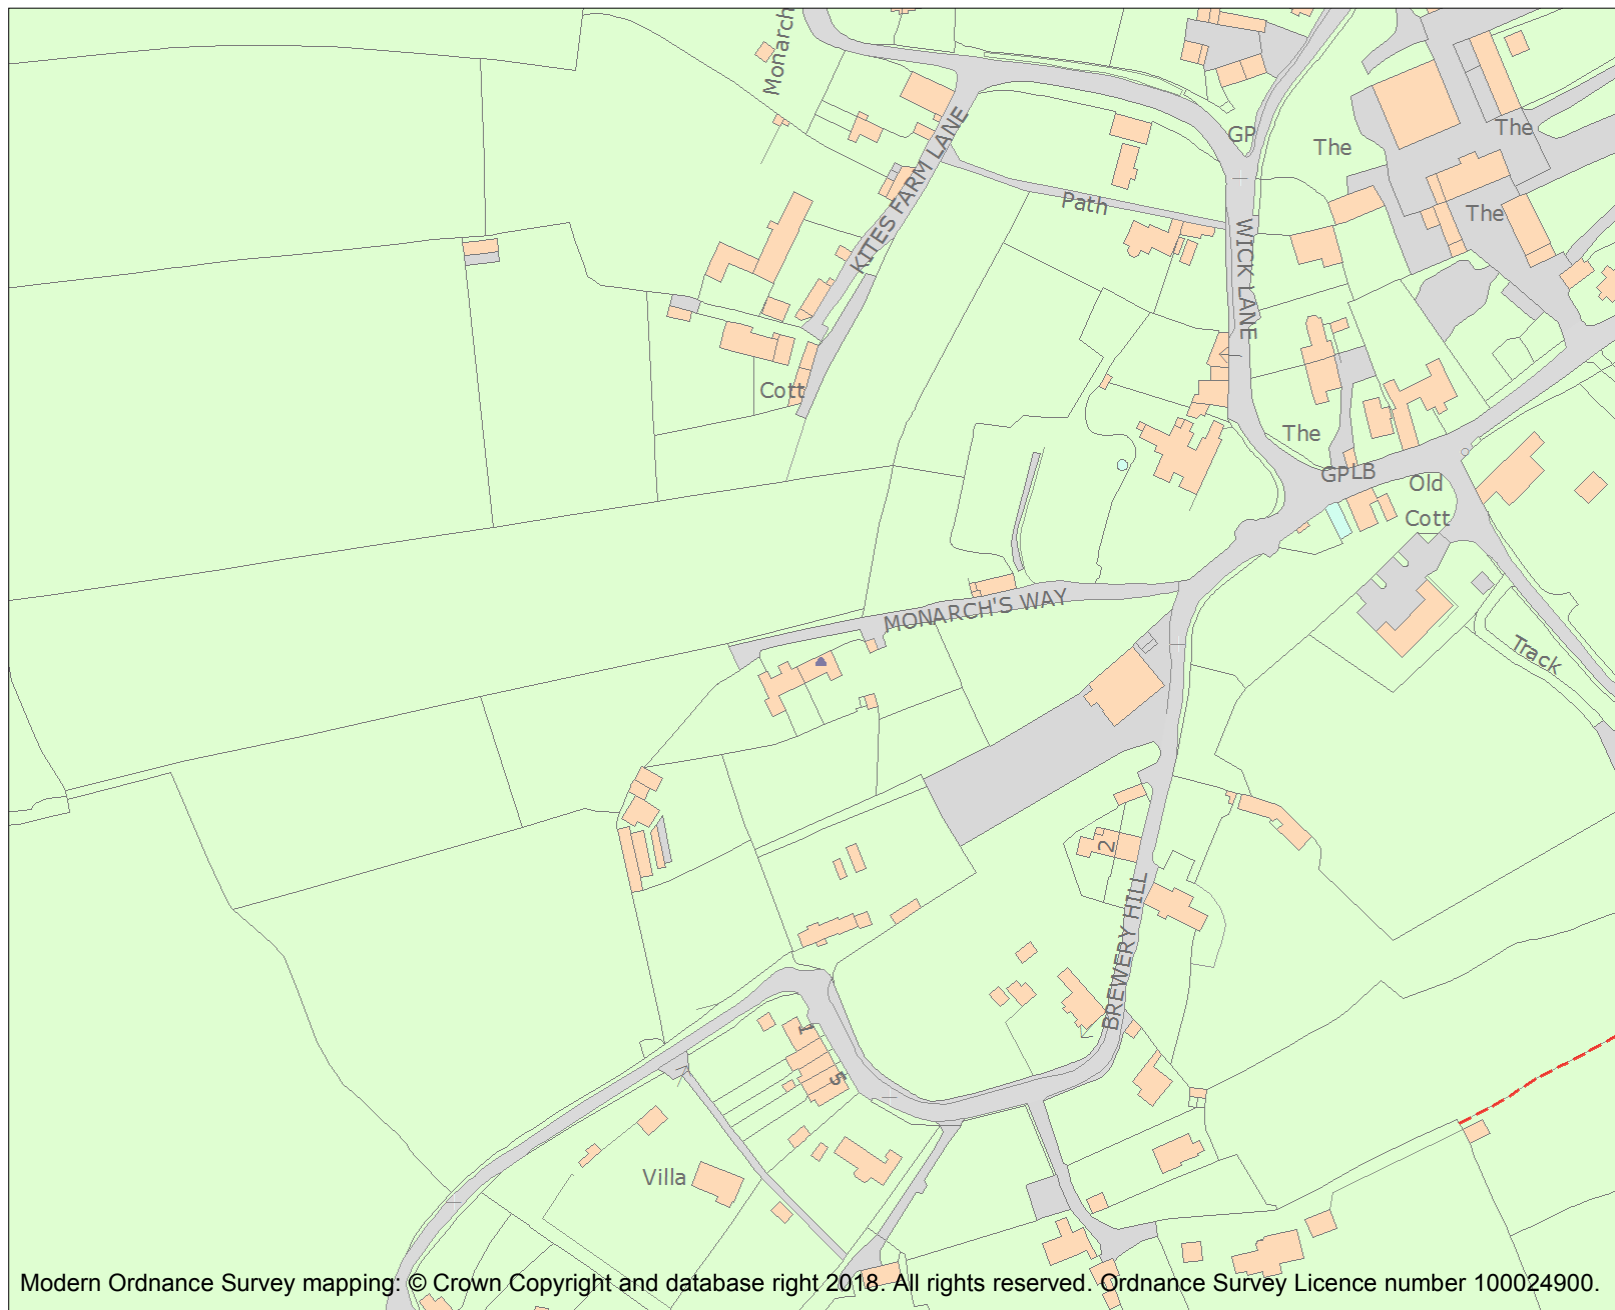 Monarch
KITES FARM LANE
GP
The
The
The
Path
WICK LANE
Cott
The
GP
LB
Old
Cott
MONARCH'S WAY
Track
2
BREWERY HILL
1
5
Villa
Modern Ordnance Survey mapping: © Crown Copyright and database right 2018. All rights reserved. Ordnance Survey Licence number 100024900.